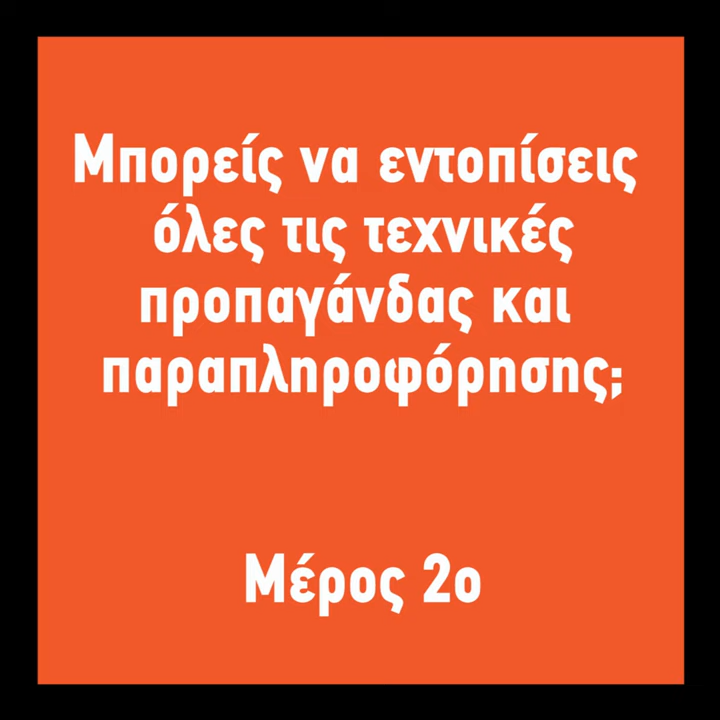 Μπορείς να εντοπίσεις
όλες τις τεχνικές
προπαγάνδας και
παραπληροφόρησης;
Μέρος 2ο